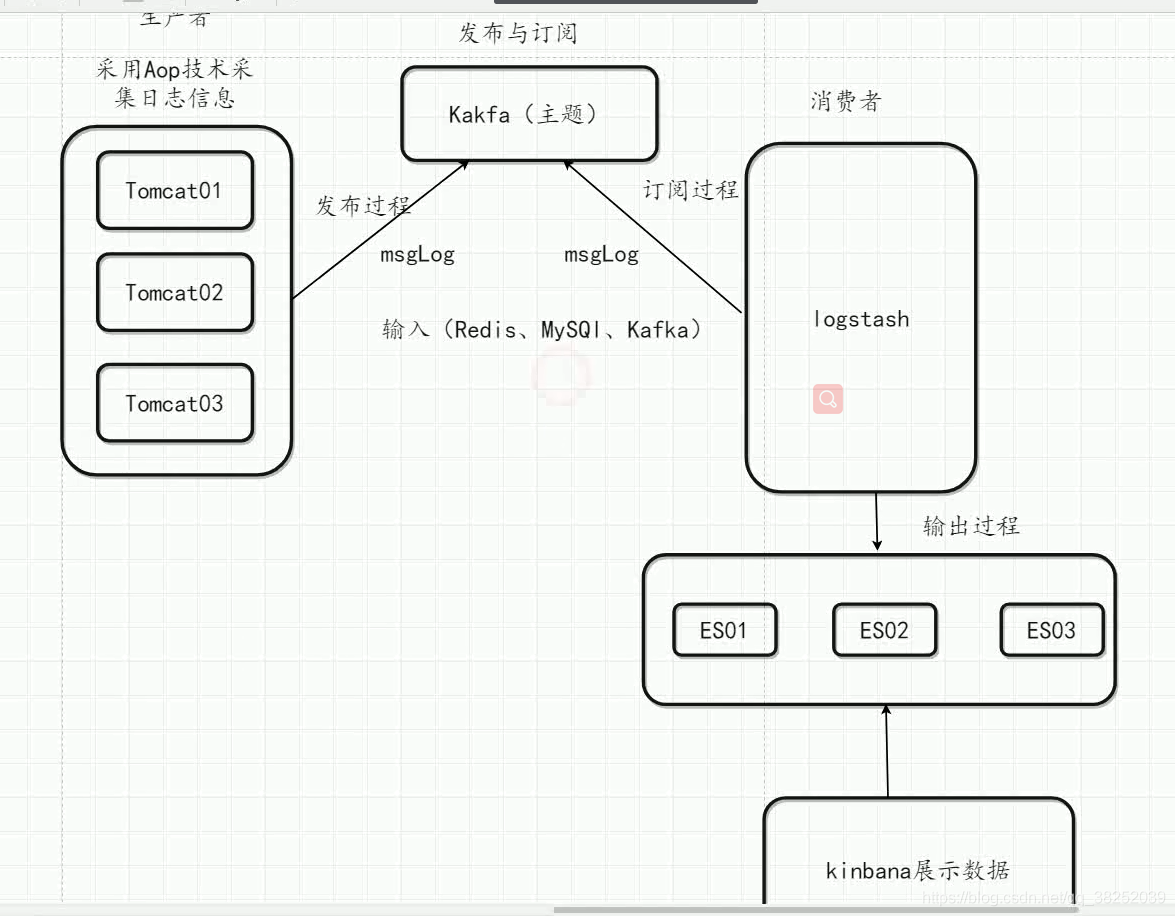 生产者
采用Aop技术采
集日志信息
Tomcat01
Tomcat02
Tomcat03
发布与订阅
Kakfa（主题）
发布过程
msgLog
订阅过程
msgLog
输入（Redis、MySQl、Kafka）
消费者
logstash
输出过程
ES01
ES02
ES03
kinbana展示数据
https://blog.csdn.net/qq_38252039